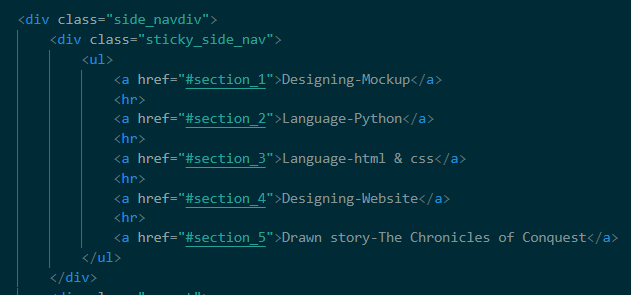 <div class="side_navdiv">
<div class="sticky_side_nav">
<ul>
<a href="#section_1">Designing-Mockup</a>
<hr>
<a href="#section_2">Language-Python</a>
<hr>
<a href="#section_3">Language-html & css</a>
<hr>
<a href="#section_4">Designing-Website</a>
<hr>
<a href="#section_5">Drawn story-The Chronicles of Conquest</a>
</ul>
</div>